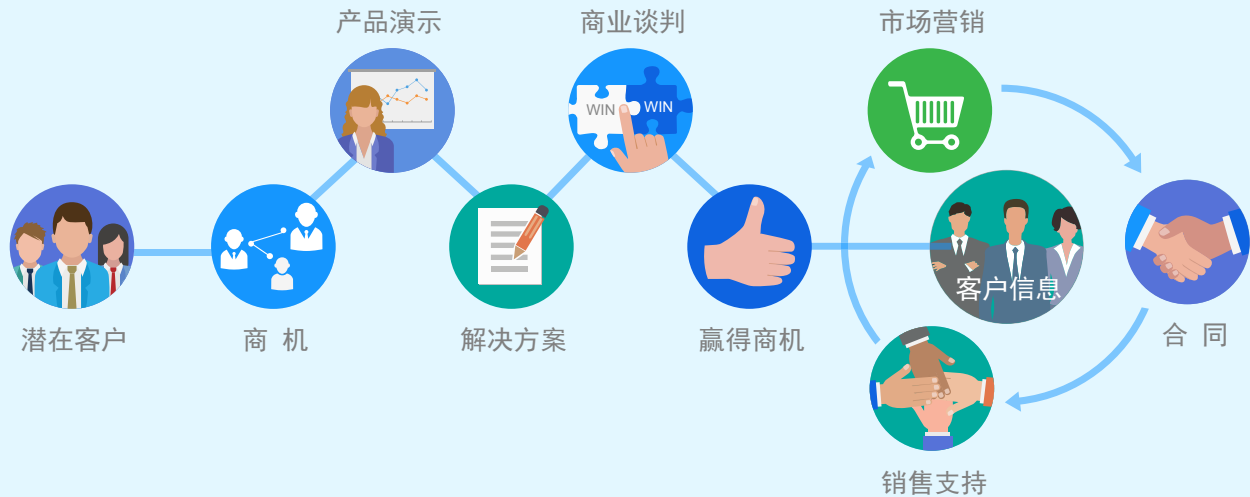 产品演示
商业谈判
市场营销
WIN
WIN
客户信息
潜在客户
商 机
解决方案
赢得商机
合 同
销售支持